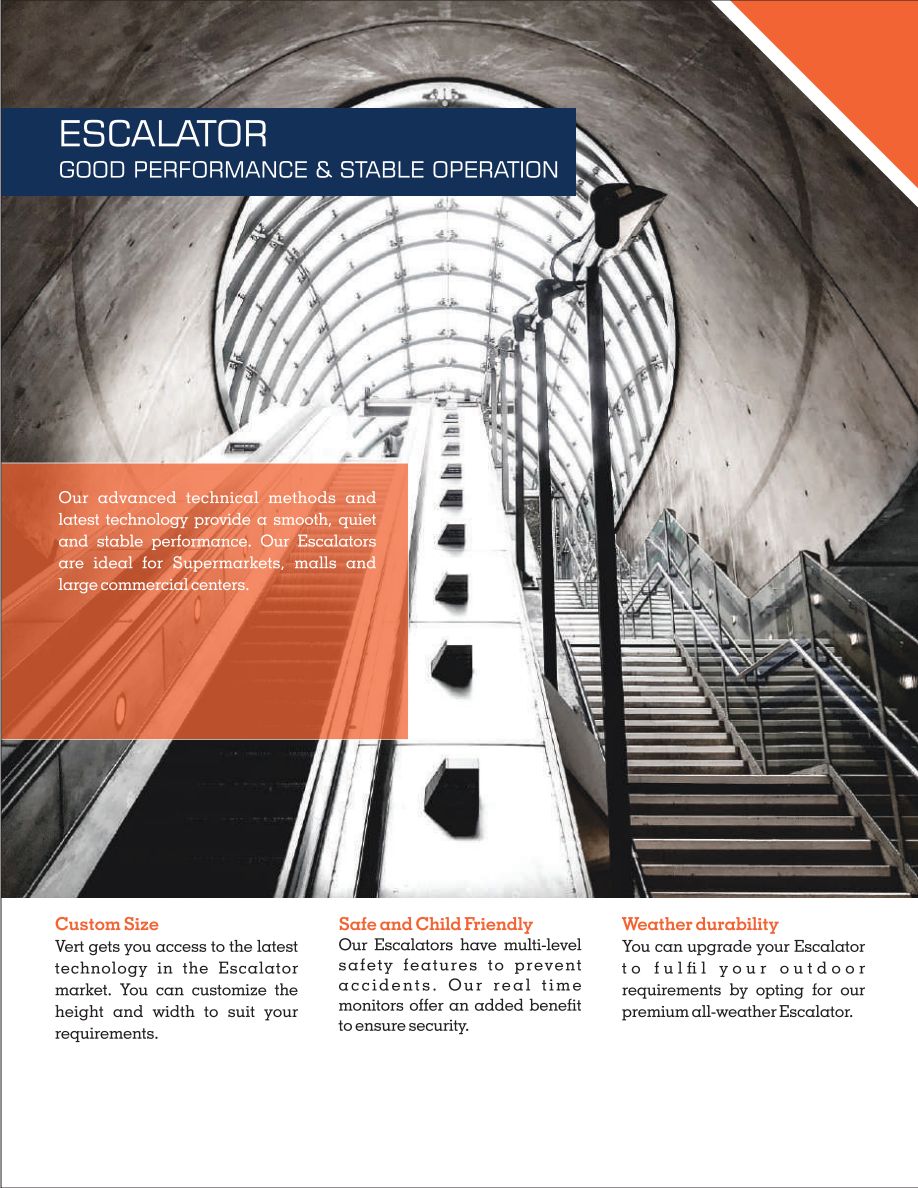 ESCALATOR
GOOD PERFORMANCE & STABLE OPERATION
Our advanced technical methods and
latest technology provide a smooth, quiet
and stable performance. Our Escalators
are ideal for Supermarkets, malls and
large commercial centers.
Custom Size
Vert gets you access to the latest
technology in the Escalator
market. You can customize the
height and width to suit your
requirements.
Safe and Child Friendly
Our Escalators have multi-level
safety features to prevent
accidents. Our real time
monitors offer an added benefit
to ensure security.
Weather durability
You can upgrade your Escalator
to fulfil your outdoor
requirements by opting for our
premium all-weather Escalator.